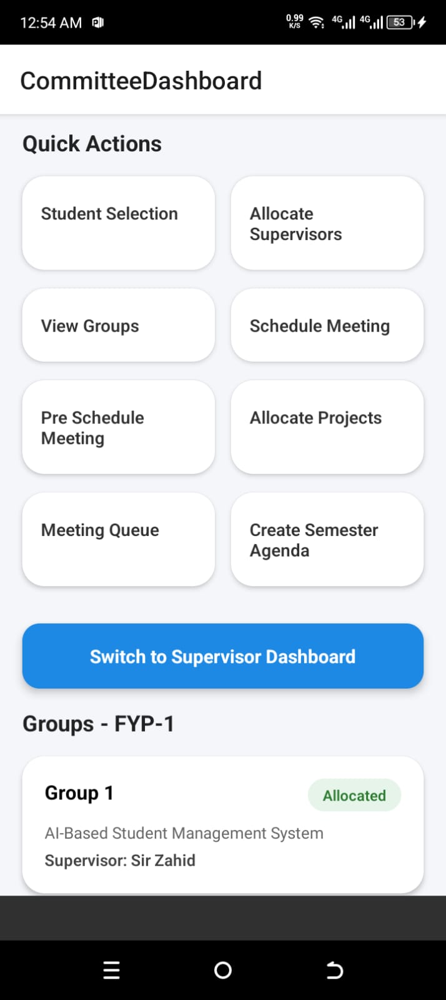 12:54 AM
0.99 K/S 4G 4G 53
CommitteeDashboard
Quick Actions
Student Selection
Allocate
Supervisors
View Groups
Schedule Meeting
Pre Schedule
Meeting
Allocate Projects
Meeting Queue
Create Semester
Agenda
Switch to Supervisor Dashboard
Groups - FYP-1
Group 1
Allocated
AI-Based Student Management System
Supervisor: Sir Zahid